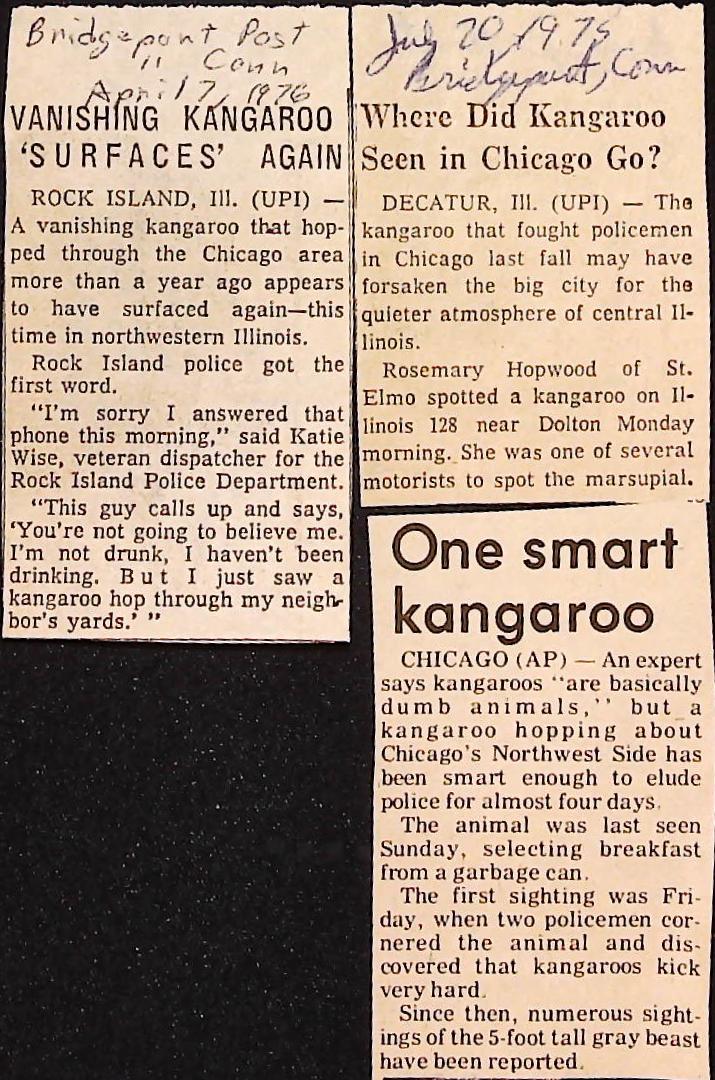 Bridgeport Post
" Conn
April 7, 1976
VANISHING KANGAROO
'SURFACES' AGAIN
ROCK ISLAND, Ill. (UPI) —
A vanishing kangaroo that hop-
ped through the Chicago area
more than a year ago appears
to have surfaced again—this
time in northwestern Illinois.
Rock Island police got the
first word.
"I'm sorry I answered that
phone this morning," said Katie
Wise, veteran dispatcher for the
Rock Island Police Department.
"This guy calls up and says,
'You're not going to believe me.
I'm not drunk, I haven't been
drinking. But I just saw a
kangaroo hop through my neigh-
bor's yards.' "
July 20, 1975
Bridgeport, Conn
Where Did Kangaroo
Seen in Chicago Go?
DECATUR, Ill. (UPI) — The
kangaroo that fought policemen
in Chicago last fall may have
forsaken the big city for the
quieter atmosphere of central Il-
linois.
Rosemary Hopwood of St.
Elmo spotted a kangaroo on Il-
linois 128 near Dolton Monday
morning. She was one of several
motorists to spot the marsupial.
One smart
kangaroo
CHICAGO (AP) — An expert
says kangaroos "are basically
dumb animals," but a
kangaroo hopping about
Chicago's Northwest Side has
been smart enough to elude
police for almost four days.
The animal was last seen
Sunday, selecting breakfast
from a garbage can.
The first sighting was Fri-
day, when two policemen cor-
nered the animal and dis-
covered that kangaroos kick
very hard.
Since then, numerous sight-
ings of the 5-foot tall gray beast
have been reported.